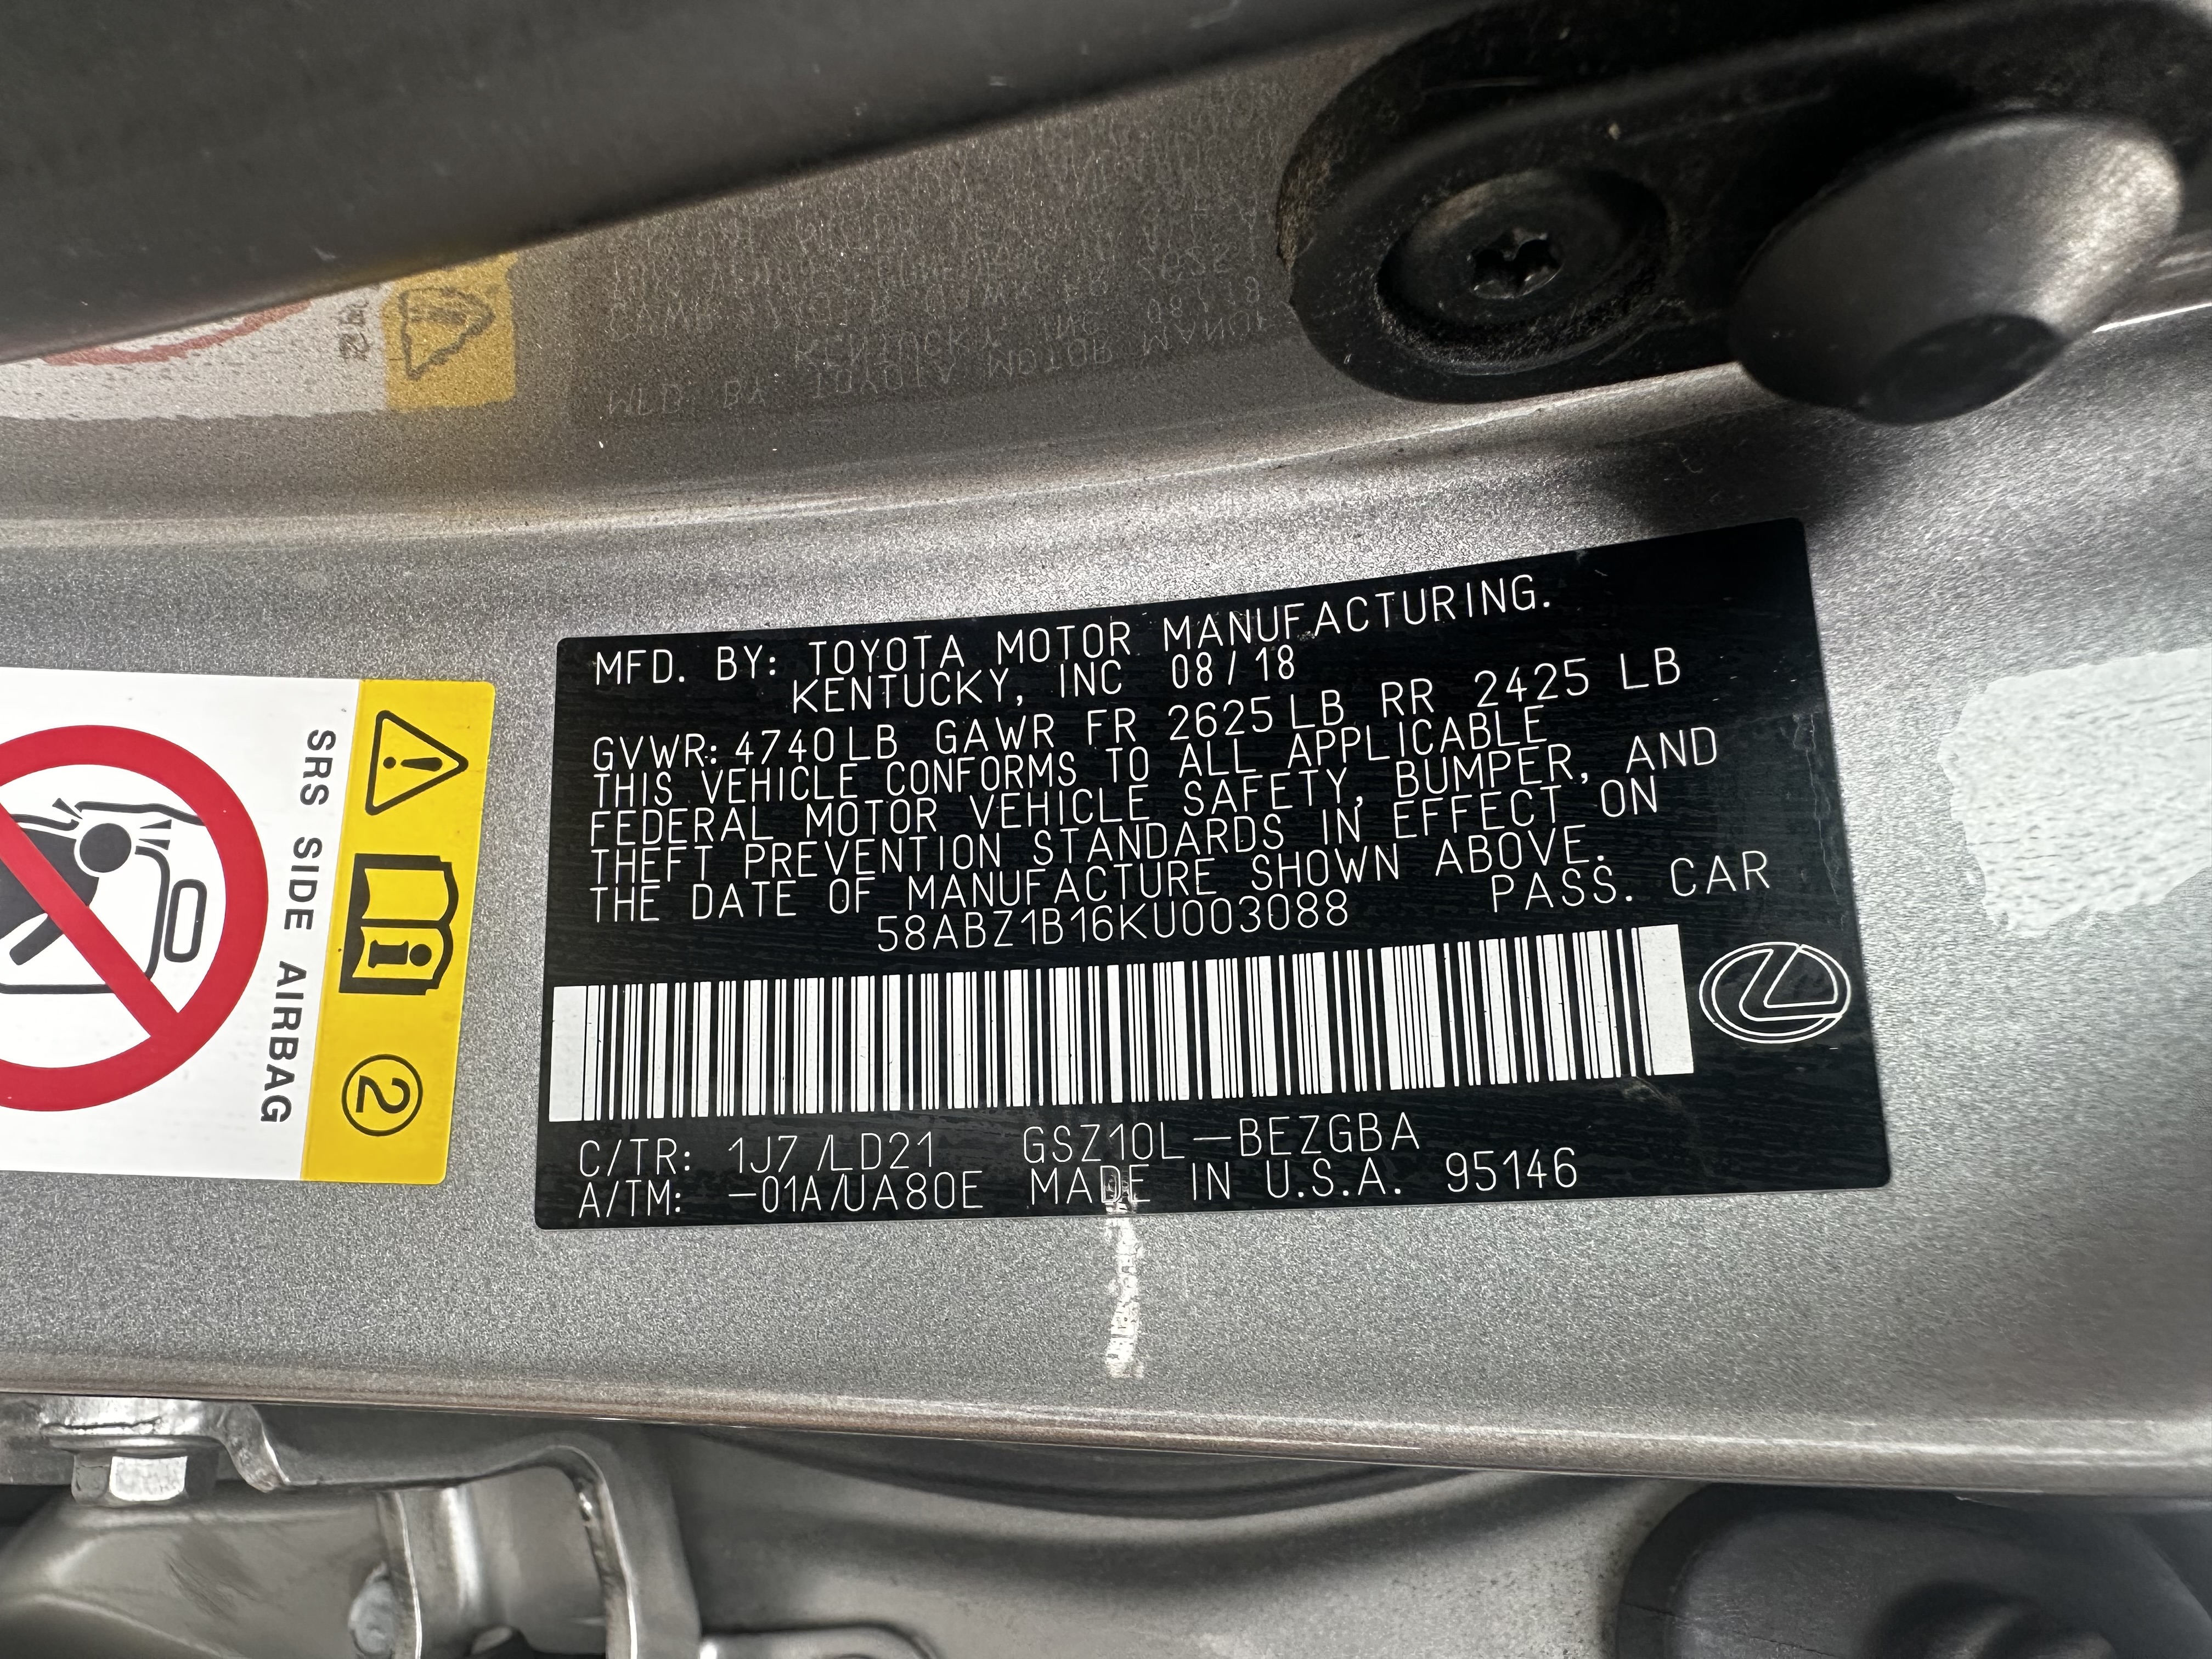 MFD. BY: TOYOTA MOTOR MANUFACTURING.
KENTUCKY, INC 08/18
GVWR: 4740LB GAWR FR 2625LB RR 2425 LB
THIS VEHICLE CONFORMS TO ALL APPLICABLE
FEDERAL MOTOR VEHICLE SAFETY, BUMPER, AND
THEFT PREVENTION STANDARDS IN EFFECT ON
THE DATE OF MANUFACTURE SHOWN ABOVE.
58ABZ1B16KU003088 PASS. CAR
C/TR: 1J7 /LD21 GSZ10L-BEZGBA
A/TM: -01A/UA80E MADE IN U.S.A. 95146
SRS SIDE AIRBAG
2